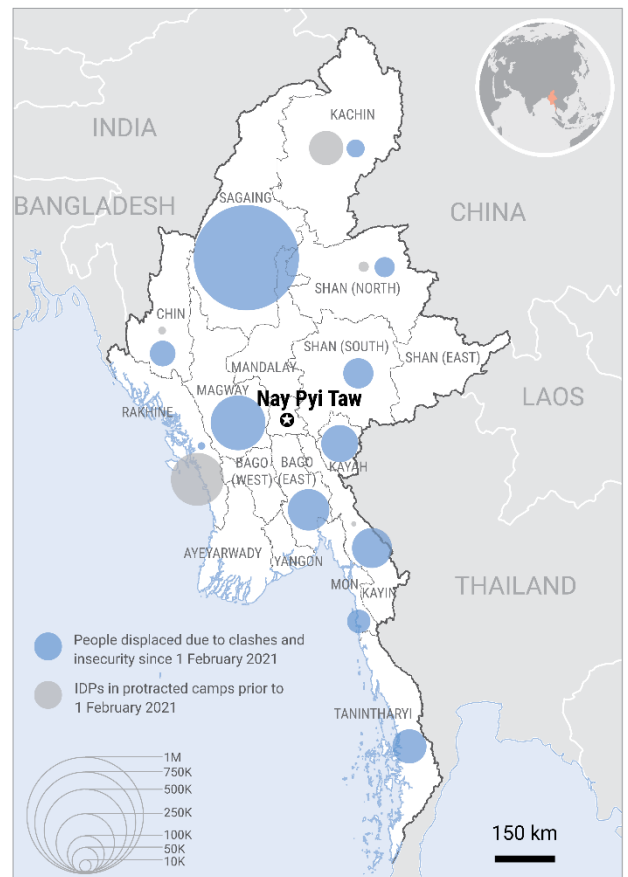 KACHIN
INDIA
SAGAING
BANGLADESH
CHINA
SHAN (NORTH)
CHIN
SHAN (SOUTH)
SHAN (EAST)
MANDALAY
MAGWAY
Nay Pyi Taw
LAOS
RAKHINE
BAGO
(WEST)
BAGO
(EAST)
KAYAH
AYEYARWADY
YANGON
MON
KAYIN
THAILAND
People displaced due to clashes and
insecurity since 1 February 2021
IDPs in protracted camps prior to
1 February 2021
TANINTHARYI
1M
750K
500K
250K
100K
50K
10K
150 km